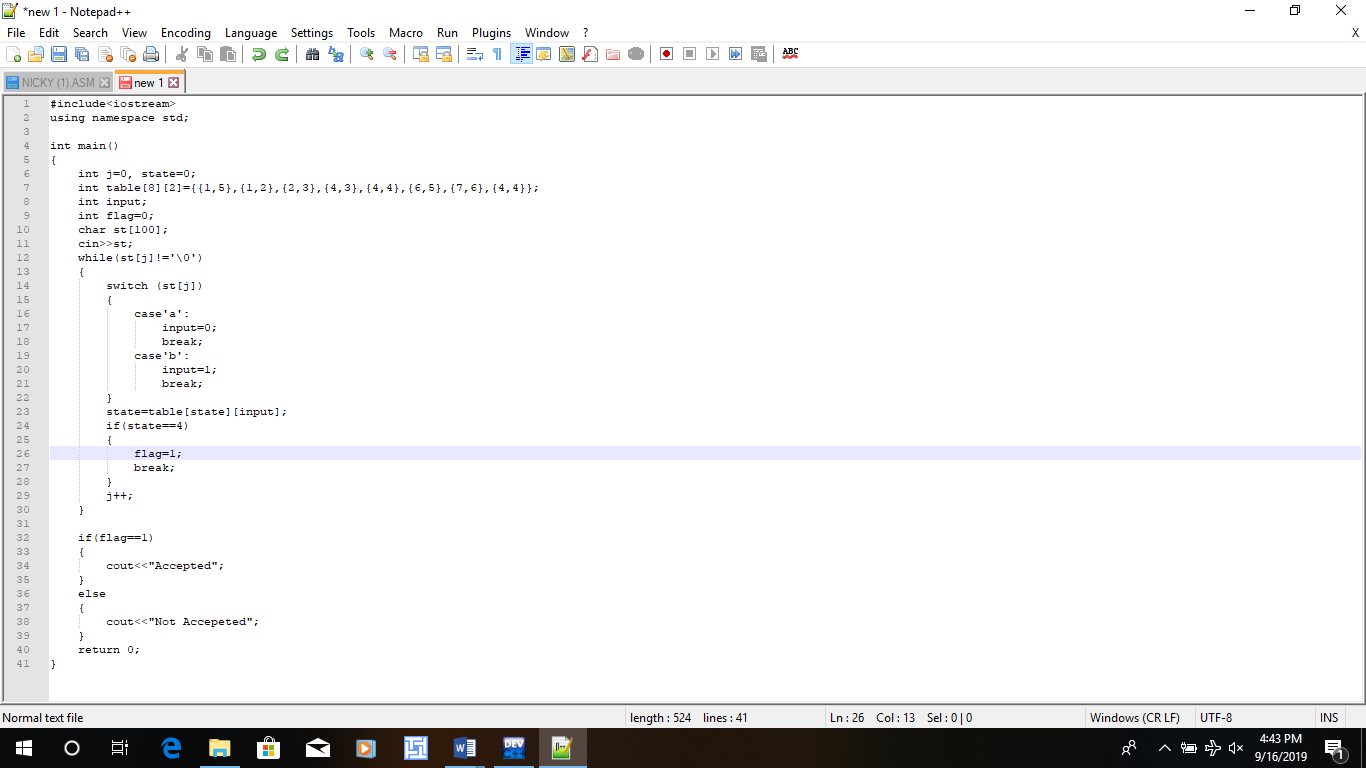 *new 1 - Notepad++
File Edit Search View Encoding Language Settings Tools Macro Run Plugins Window ? X
ABC
NICKY (1).ASM new 1
1 #include<iostream>
2 using namespace std;
3
4 int main()
5 {
6 int j=0, state=0;
7 int table[8][2]={{1,5},{1,2},{2,3},{4,3},{4,4},{6,5},{7,6},{4,4}};
8 int input;
9 int flag=0;
10 char st[100];
11 cin>>st;
12 while(st[j]!='\0')
13 {
14 switch (st[j])
15 {
16 case'a':
17 input=0;
18 break;
19 case'b':
20 input=1;
21 break;
22 }
23 state=table[state][input];
24 if(state==4)
25 {
26 flag=1;
27 break;
28 }
29 j++;
30 }
31
32 if(flag==1)
33 {
34 cout<<"Accepted";
35 }
36 else
37 {
38 cout<<"Not Accepeted";
39 }
40 return 0;
41 }
Normal text file length : 524 lines : 41 Ln : 26 Col : 13 Sel : 0 | 0 Windows (CR LF) UTF-8 INS
DEV
4:43 PM
9/16/2019
1